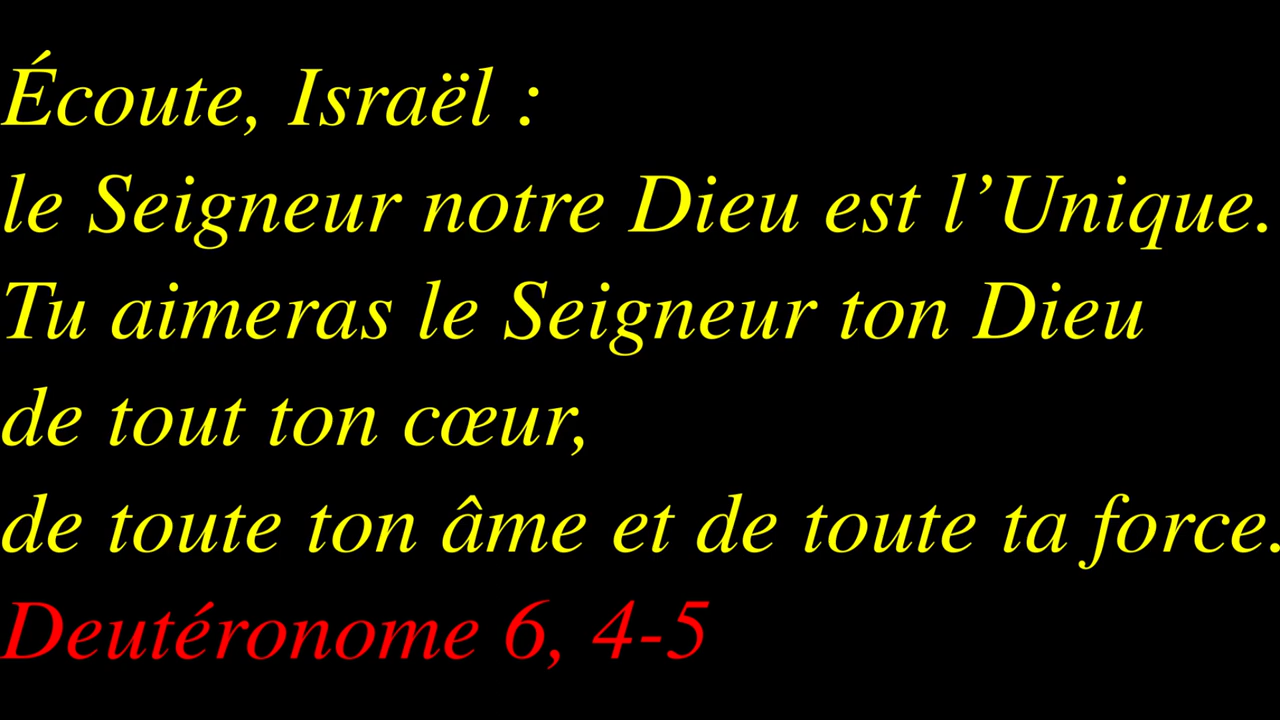 Écoute, Israël :
le Seigneur notre Dieu est l’Unique.
Tu aimeras le Seigneur ton Dieu
de tout ton cœur,
de toute ton âme et de toute ta force.
Deutéronome 6, 4-5